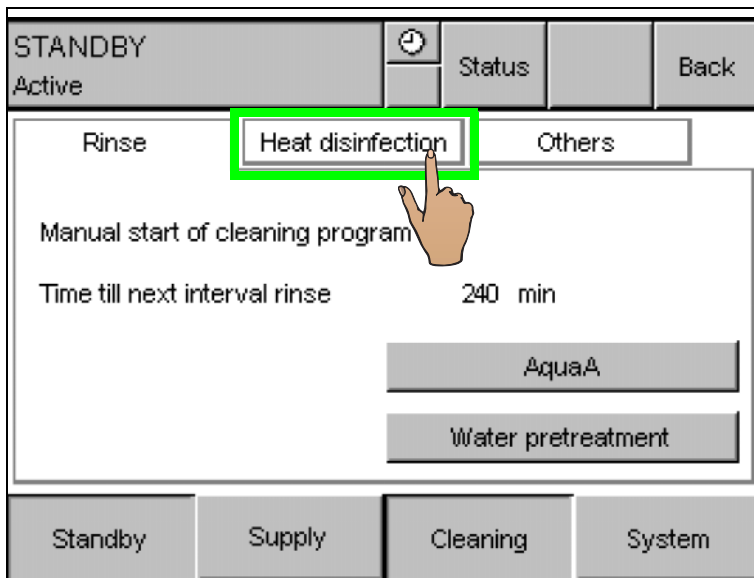 STANDBY
Active
Status
Back
Rinse
Heat disinfection
Others
Manual start of cleaning program
Time till next interval rinse 240 min
AquaA
Water pretreatment
Standby
Supply
Cleaning
System